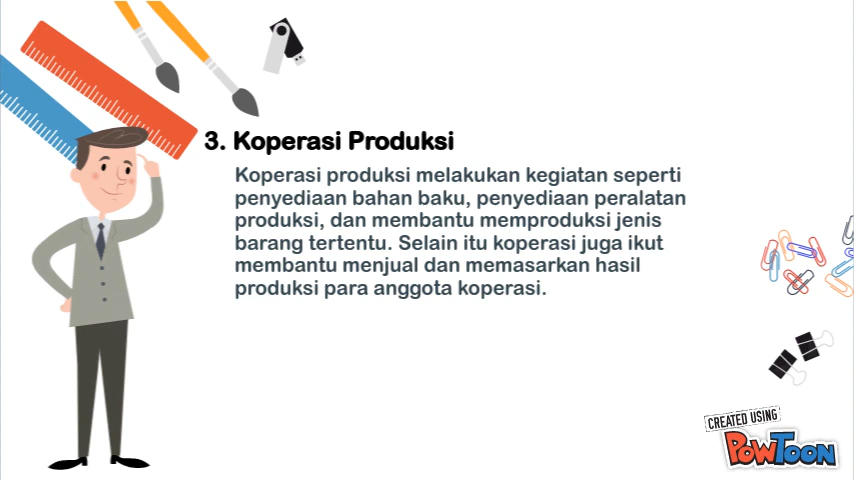 3. Koperasi Produksi
Koperasi produksi melakukan kegiatan seperti
penyediaan bahan baku, penyediaan peralatan
produksi, dan membantu memproduksi jenis
barang tertentu. Selain itu koperasi juga ikut
membantu menjual dan memasarkan hasil
produksi para anggota koperasi.
CREATED USING
POWTOON